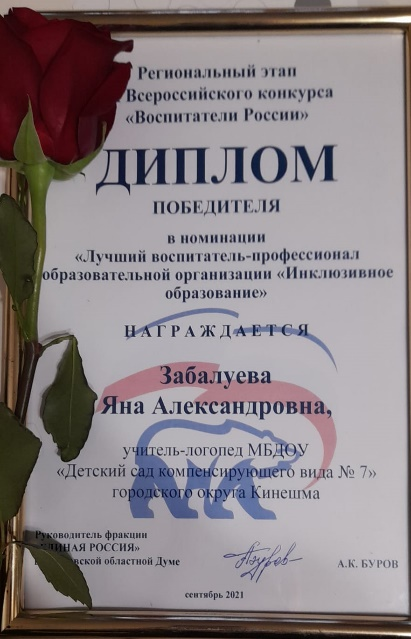 Региональный этап
Всероссийского конкурса
«Воспитатели России»
ДИПЛОМ
ПОБЕДИТЕЛЯ
в номинации
«Лучший воспитатель-профессионал
образовательной организации «Инклюзивное
образование»
НАГРАЖДАЕТСЯ
Забалуева
Яна Александровна,
учитель-логопед МБДОУ
«Детский сад компенсирующего вида № 7»
городского округа Кинешма
Руководитель фракции
«ЕДИНАЯ РОССИЯ»
областной Думе
А.К. БУРОВ
сентябрь 2021